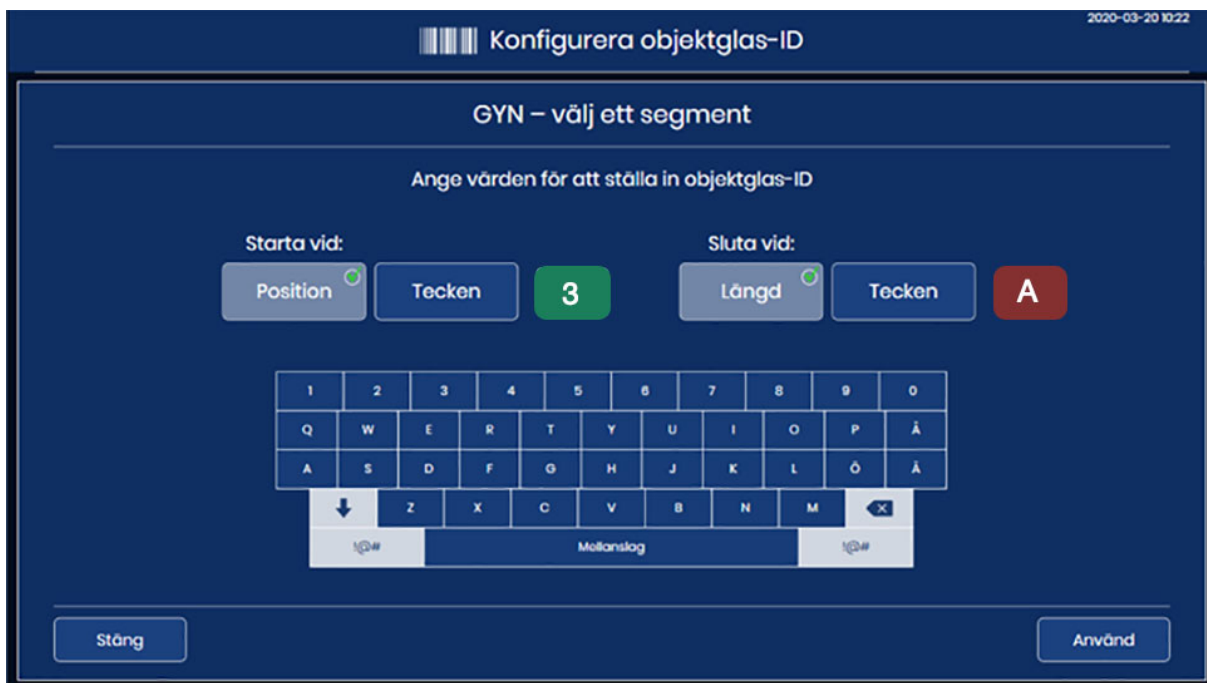 2020-03-20 10:22
Konfigurera objektglas-ID
GYN – välj ett segment
Ange värden för att ställa in objektglas-ID
Starta vid: Sluta vid:
Position Tecken 3 Längd Tecken A
1 2 3 4 5 6 7 8 9 0
Q W E R T Y U I O P Å
A S D F G H J K L Ö Ä
Z X C V B N M
!@# Mellanslag !@#
Stäng Använd